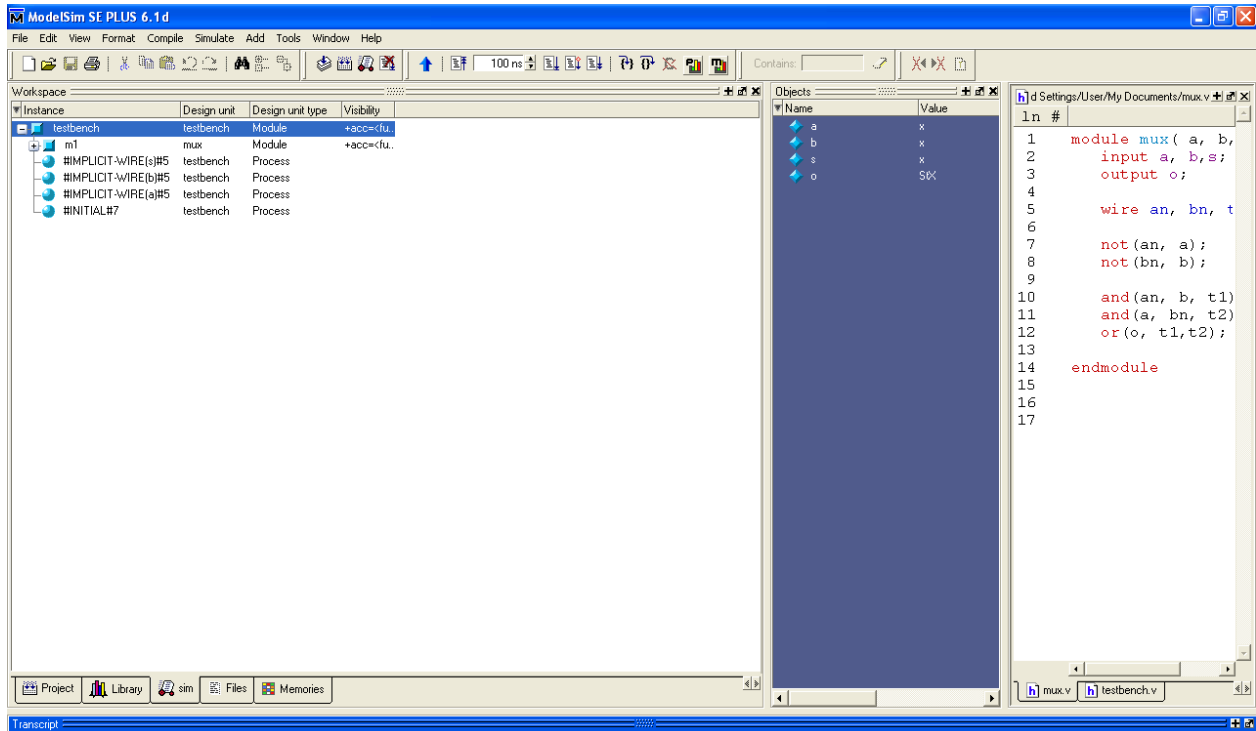 ModelSim SE PLUS 6.1d
File Edit View Format Compile Simulate Add Tools Window Help
100 ns
Contains:
Workspace
Instance Design unit Design unit type Visibility
testbench testbench Module +acc=<fu..
m1 mux Module +acc=<fu..
#IMPLICIT-WIRE(s)#5 testbench Process
#IMPLICIT-WIRE(b)#5 testbench Process
#IMPLICIT-WIRE(a)#5 testbench Process
#INITIAL#7 testbench Process
Project Library sim Files Memories
Objects
Name Value
a x
b x
s x
o StX
d Settings/User/My Documents/mux.v
ln #
1 module mux( a, b,
2 input a, b,s;
3 output o;
4
5 wire an, bn, t
6
7 not(an, a);
8 not(bn, b);
9
10 and(an, b, t1)
11 and(a, bn, t2)
12 or(o, t1,t2);
13
14 endmodule
15
16
17
mux.v testbench.v
Transcript